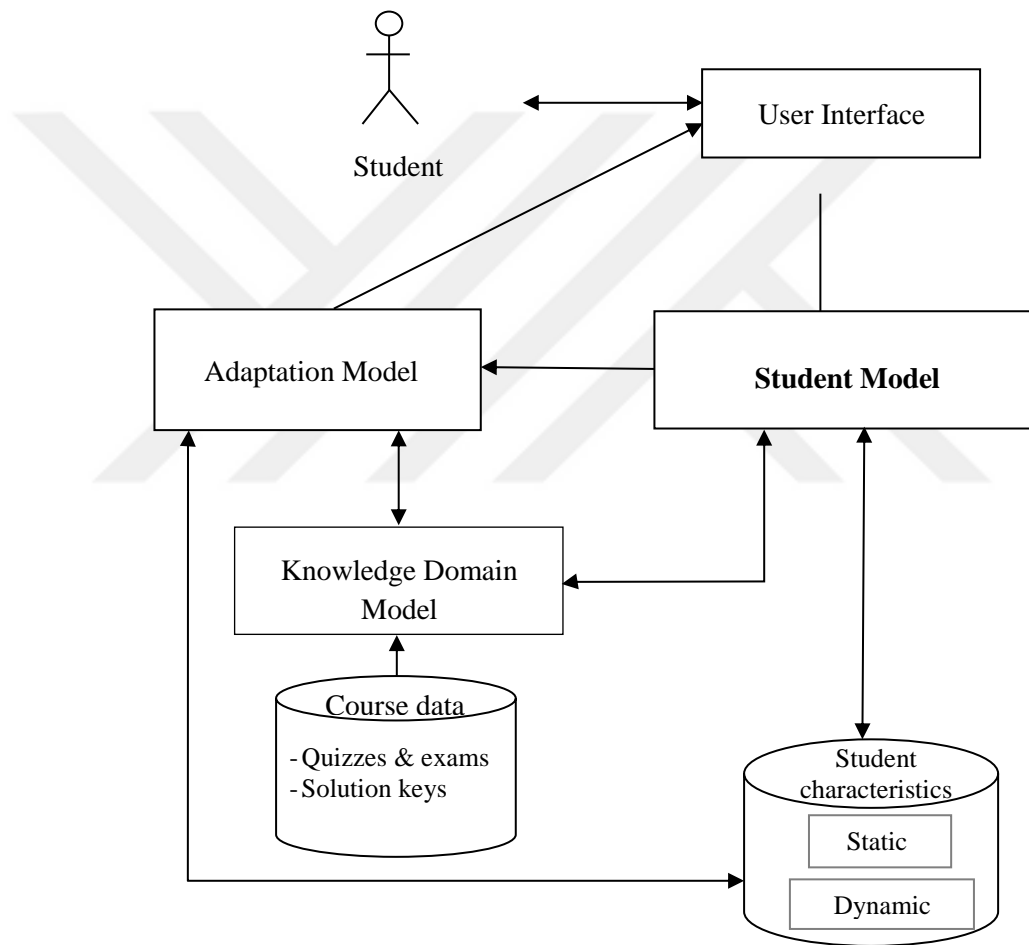 User Interface
Student
Adaptation Model
Student Model
Knowledge Domain
Model
Course data
- Quizzes & exams
- Solution keys
Student
characteristics
Static
Dynamic